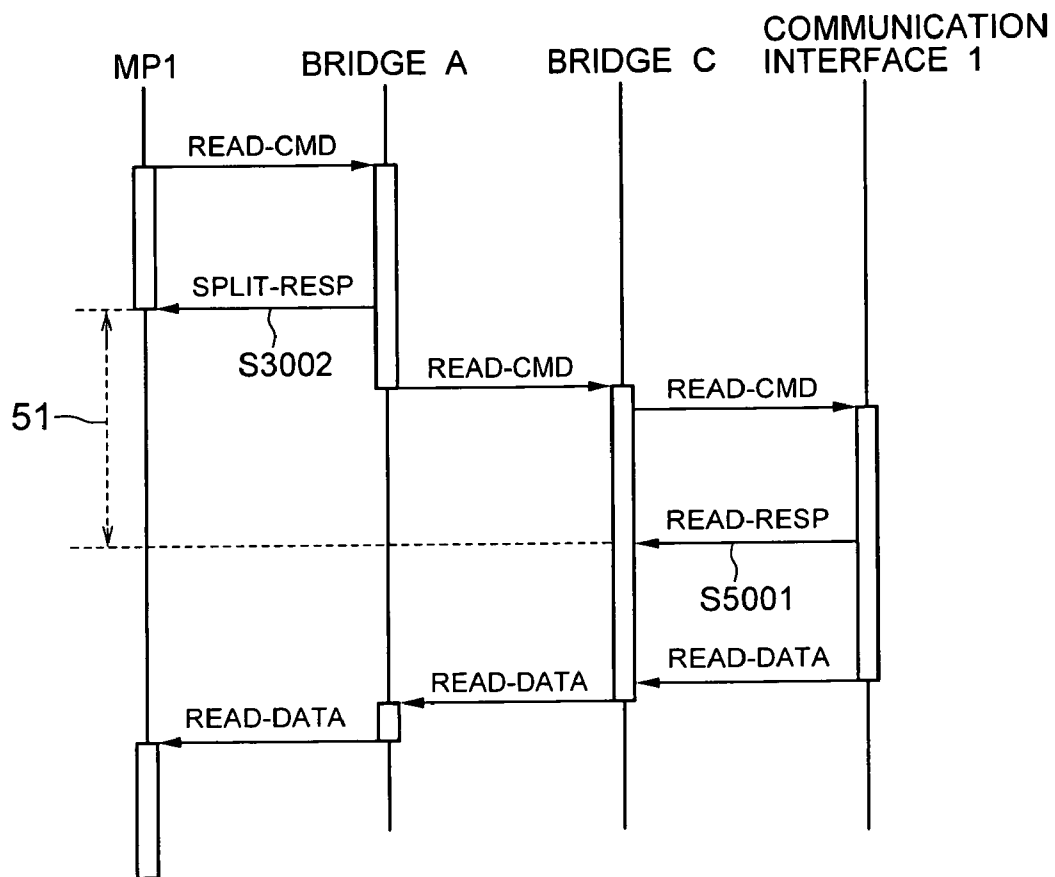 MP1
BRIDGE A
BRIDGE C
COMMUNICATION
INTERFACE 1
READ-CMD
SPLIT-RESP
S3002
READ-CMD
READ-CMD
51
READ-RESP
S5001
READ-DATA
READ-DATA
READ-DATA